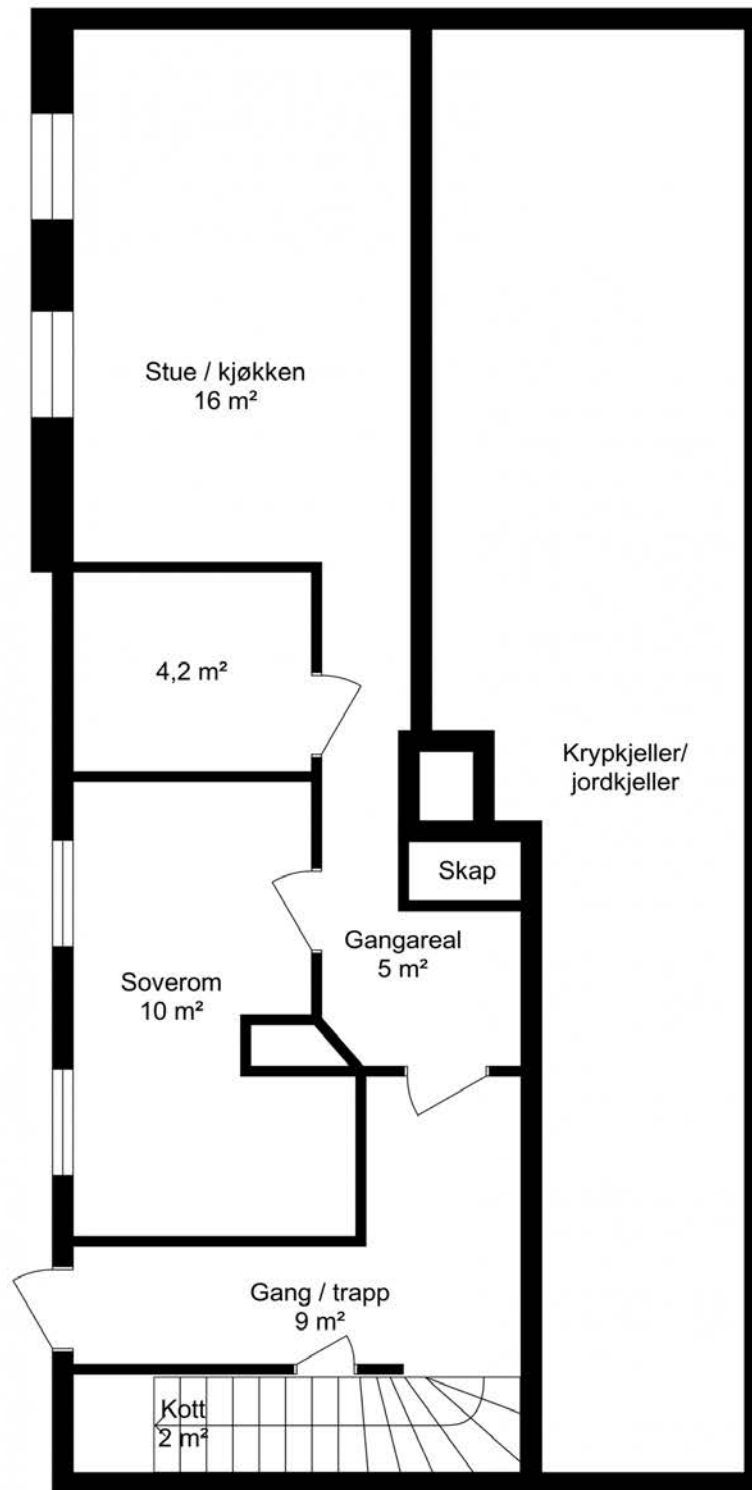 Stue / kjøkken
16 m²
4,2 m²
Krypkjeller/
jordkjeller
Skap
Gangareal
5 m²
Soverom
10 m²
Gang / trapp
9 m²
Kott
2 m²